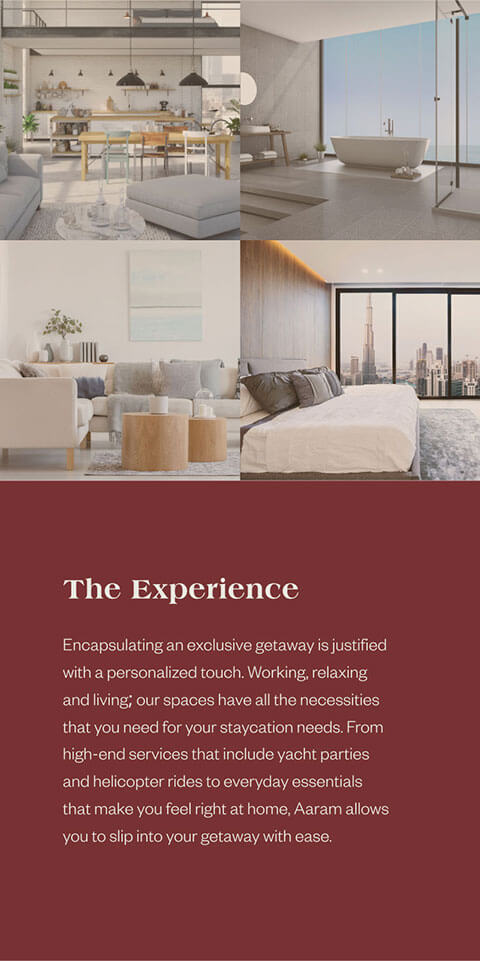 The Experience
Encapsulating an exclusive getaway is justified
with a personalized touch. Working, relaxing
and living; our spaces have all the necessities
that you need for your staycation needs. From
high-end services that include yacht parties
and helicopter rides to everyday essentials
that make you feel right at home, Aaram allows
you to slip into your getaway with ease.